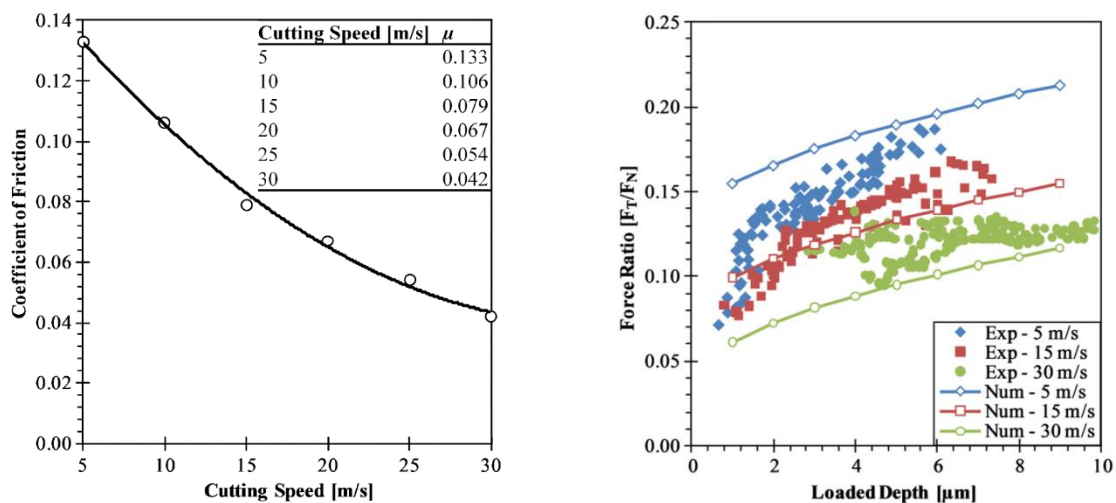 0.14
0.12
0.10
0.08
0.06
0.04
0.02
0.00
Coefficient of Friction
5 10 15 20 25 30
Cutting Speed [m/s]
Cutting Speed [m/s] μ
5 0.133
10 0.106
15 0.079
20 0.067
25 0.054
30 0.042
0.25
0.20
0.15
0.10
0.05
0.00
Force Ratio [F_T/F_N]
0 2 4 6 8 10
Loaded Depth [μm]
Exp - 5 m/s
Exp - 15 m/s
Exp - 30 m/s
Num - 5 m/s
Num - 15 m/s
Num - 30 m/s